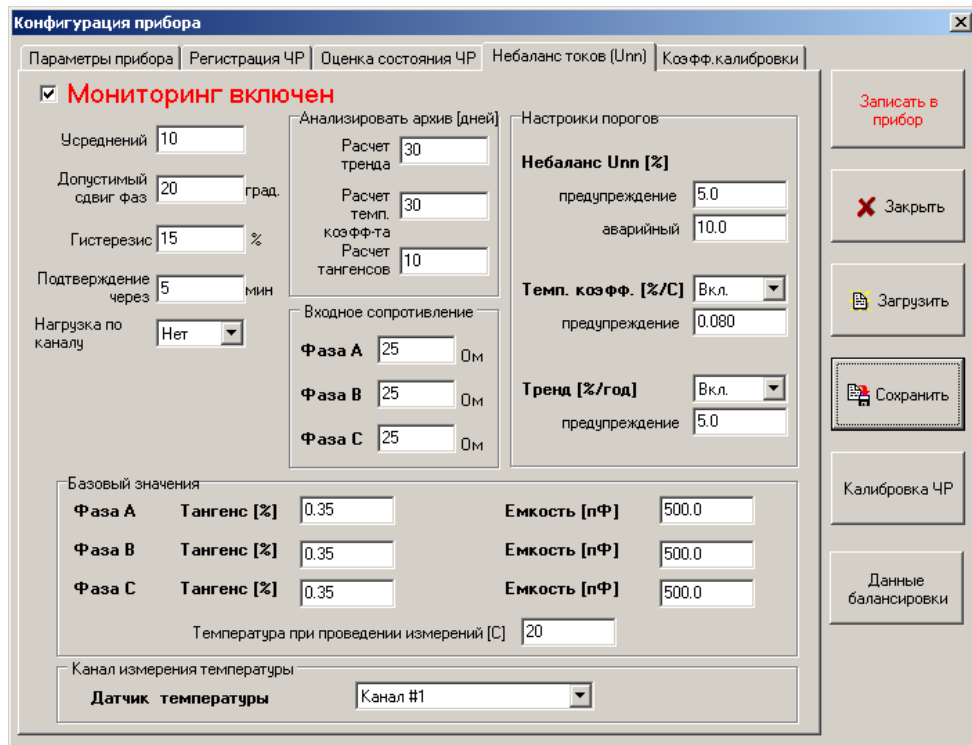 Конфигурация прибора
Параметры прибора
Регистрация ЧР
Оценка состояния ЧР
Небаланс токов (Unn)
Коэфф.калибровки
Мониторинг включен
Усреднений 10
Допустимый
сдвиг фаз 20 град.
Гистерезис 15 %
Подтверждение
через 5 мин
Нагрузка по
каналу Нет
Анализировать архив [дней]
Расчет
тренда 30
Расчет
темп. 30
коэфф-та
Расчет
тангенсов 10
Входное сопротивление
Фаза A 25 Ом
Фаза B 25 Ом
Фаза C 25 Ом
Настройки порогов
Небаланс Unn [%]
предупреждение 5.0
аварийный 10.0
Темп. коэфф. [%/C] Вкл.
предупреждение 0.080
Тренд [%/год] Вкл.
предупреждение 5.0
Базовый значения
Фаза A Тангенс [%] 0.35 Емкость [пФ] 500.0
Фаза B Тангенс [%] 0.35 Емкость [пФ] 500.0
Фаза C Тангенс [%] 0.35 Емкость [пФ] 500.0
Температура при проведении измерений [C] 20
Канал измерения температуры
Датчик температуры Канал #1
Записать в
прибор
Закрыть
Загрузить
Сохранить
Калибровка ЧР
Данные
балансировки